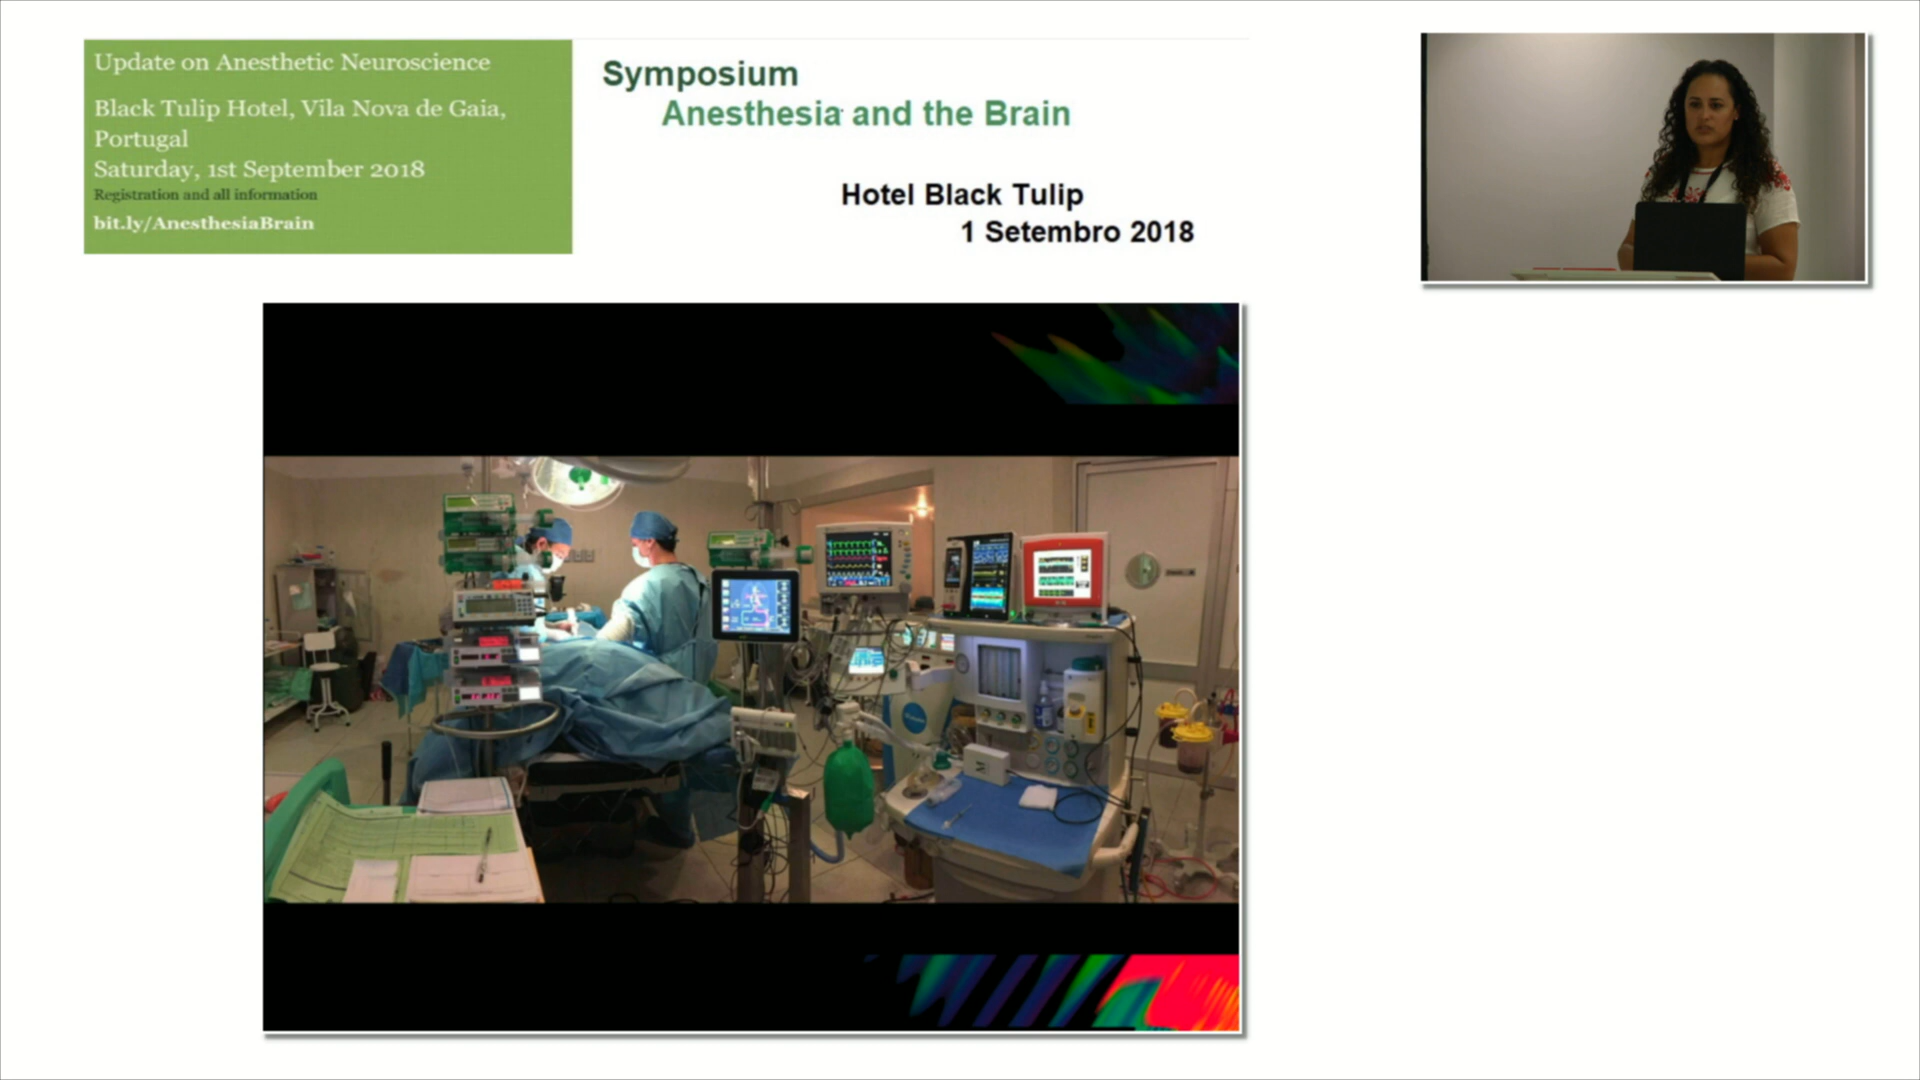 Update on Anesthetic Neuroscience
Black Tulip Hotel, Vila Nova de Gaia,
Portugal
Saturday, 1st September 2018
Registration and all information
bit.ly/AnesthesiaBrain
Symposium
Anesthesia and the Brain
Hotel Black Tulip
1 Setembro 2018